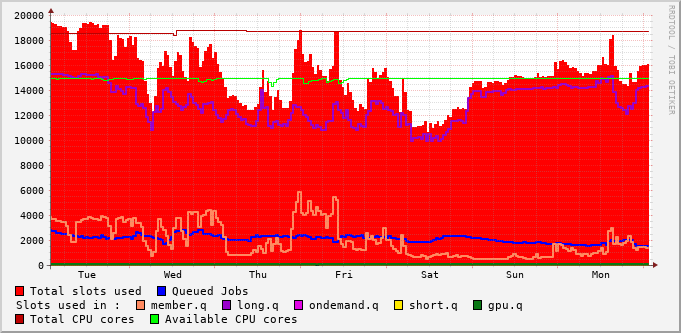 20000
18000
16000
14000
12000
10000
8000
6000
4000
2000
0
Tue Wed Thu Fri Sat Sun Mon
RRDTOOL / TOBI OETIKER
Total slots used Queued Jobs
Slots used in : member.q long.q ondemand.q short.q gpu.q
Total CPU cores Available CPU cores